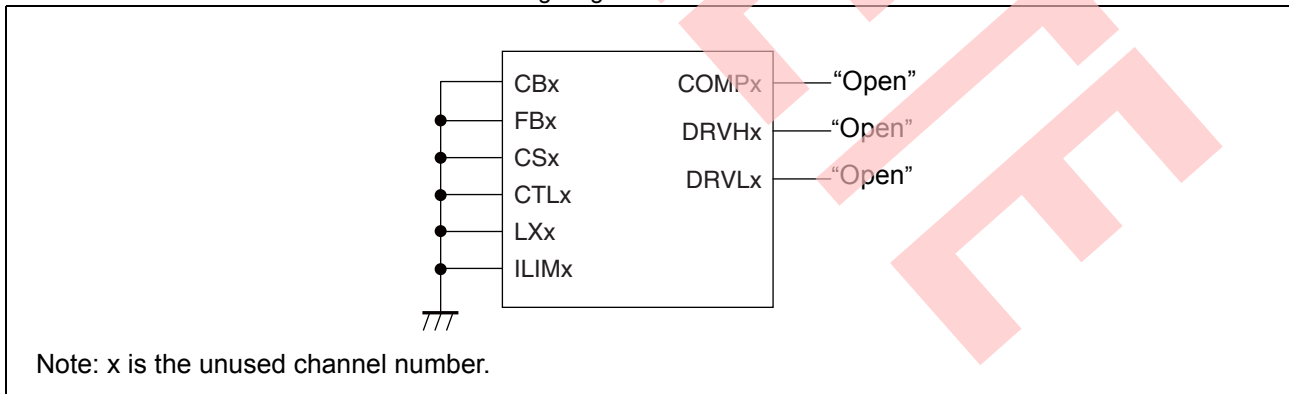 CBx COMPx “Open”
FBx DRVHx “Open”
CSx DRVLx “Open”
CTLx
LXx
ILIMx
Note: x is the unused channel number.